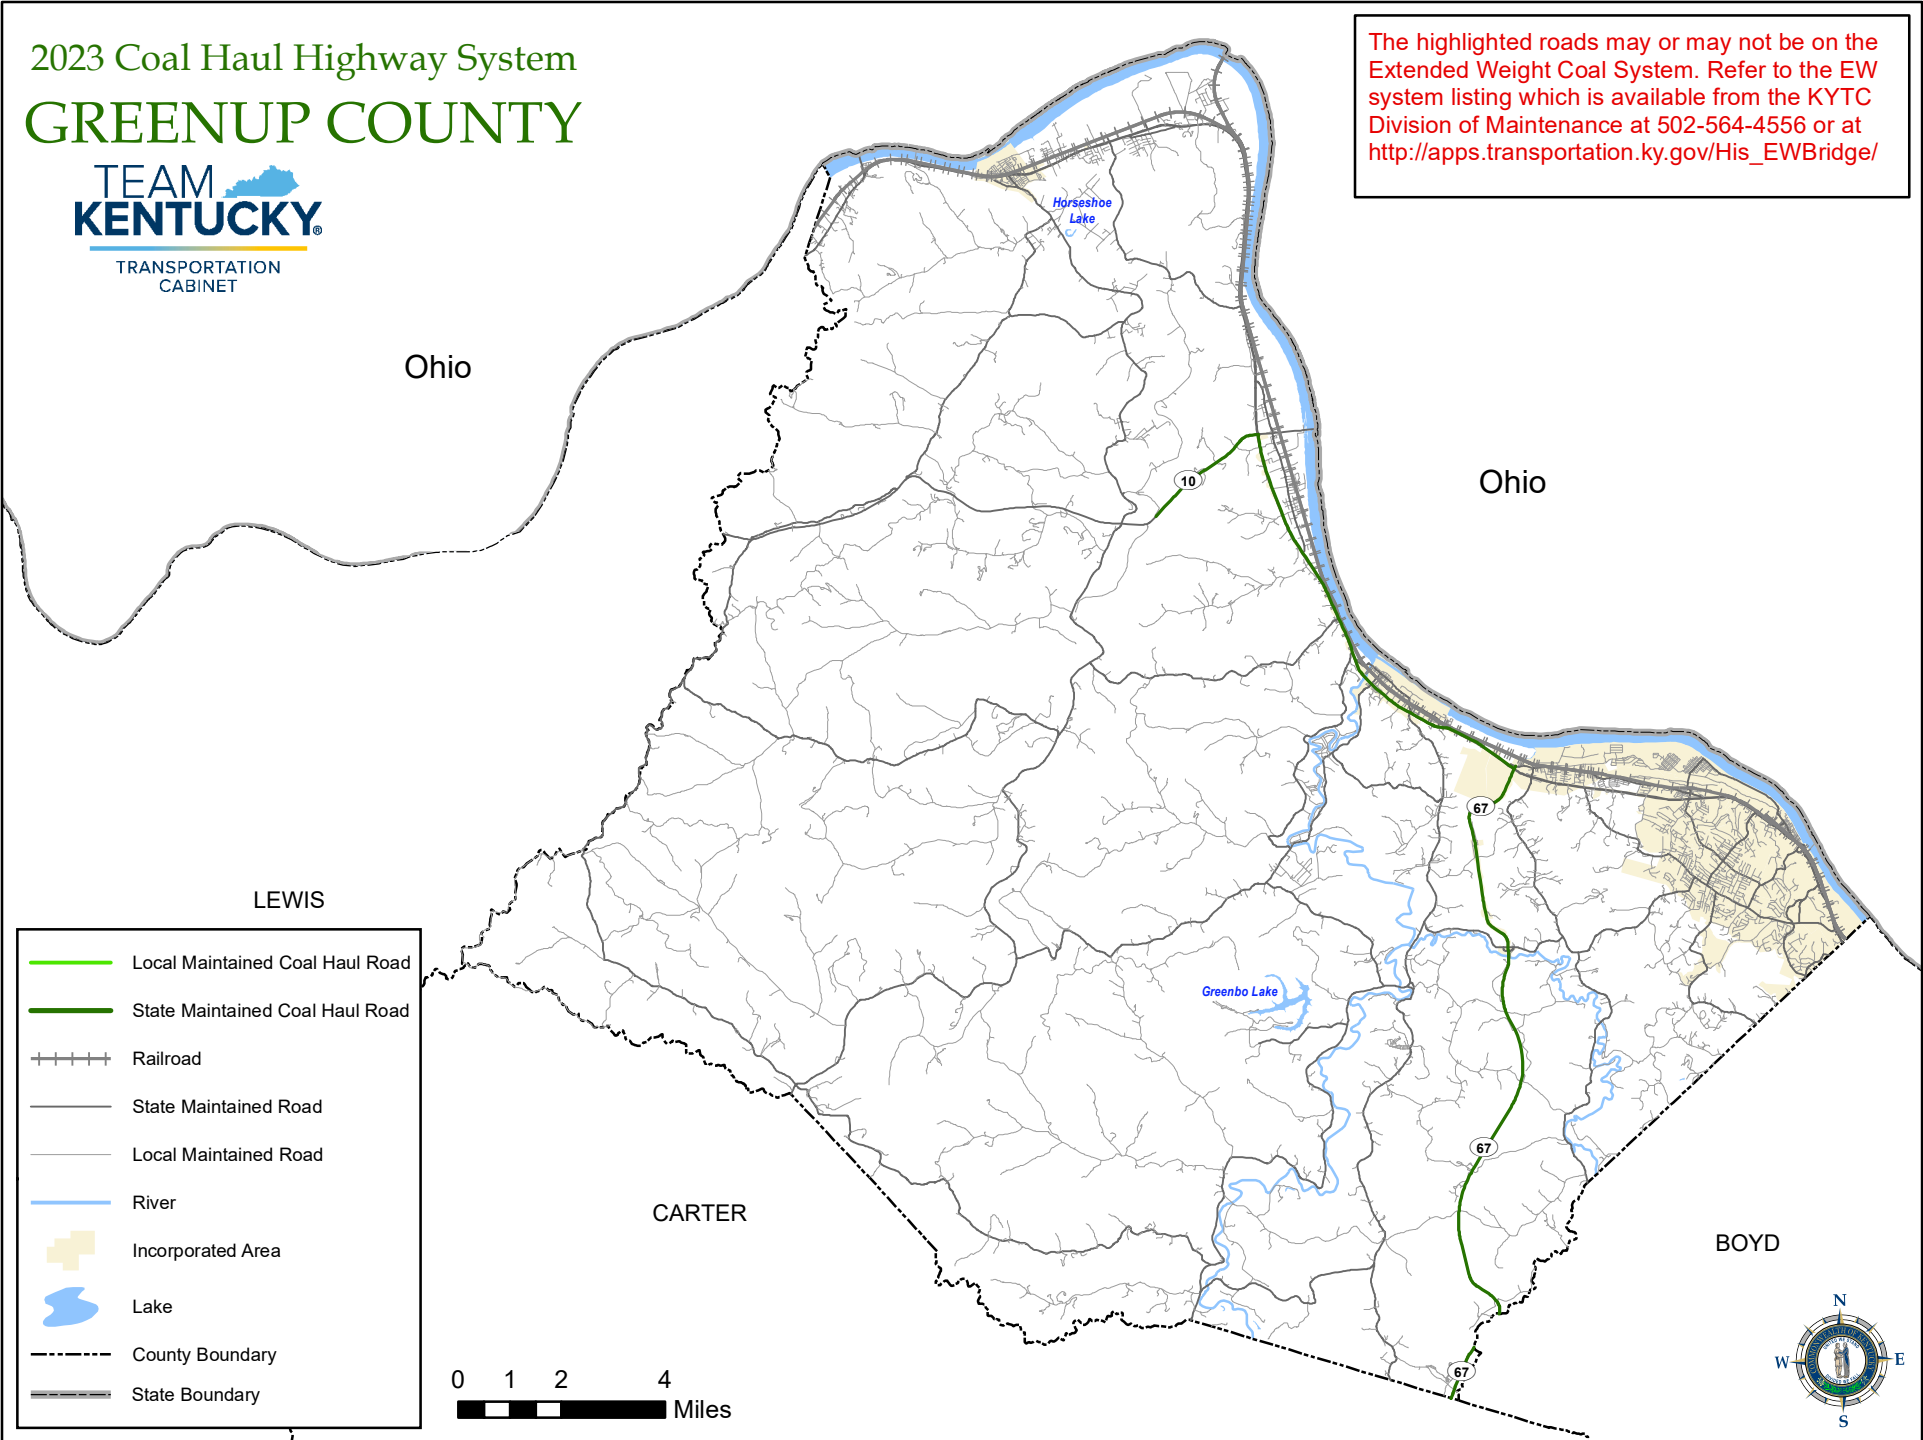 2023 Coal Haul Highway System
GREENUP COUNTY
TEAM
KENTUCKY®
TRANSPORTATION
CABINET
The highlighted roads may or may not be on the
Extended Weight Coal System. Refer to the EW
system listing which is available from the KYTC
Division of Maintenance at 502-564-4556 or at
http://apps.transportation.ky.gov/His_EWBridge/
Horseshoe
Lake
Ohio
Ohio
10
67
LEWIS
Greenbo Lake
67
CARTER
BOYD
67
Local Maintained Coal Haul Road
State Maintained Coal Haul Road
Railroad
State Maintained Road
Local Maintained Road
River
Incorporated Area
Lake
County Boundary
State Boundary
0 1 2 4
Miles
N
W E
S